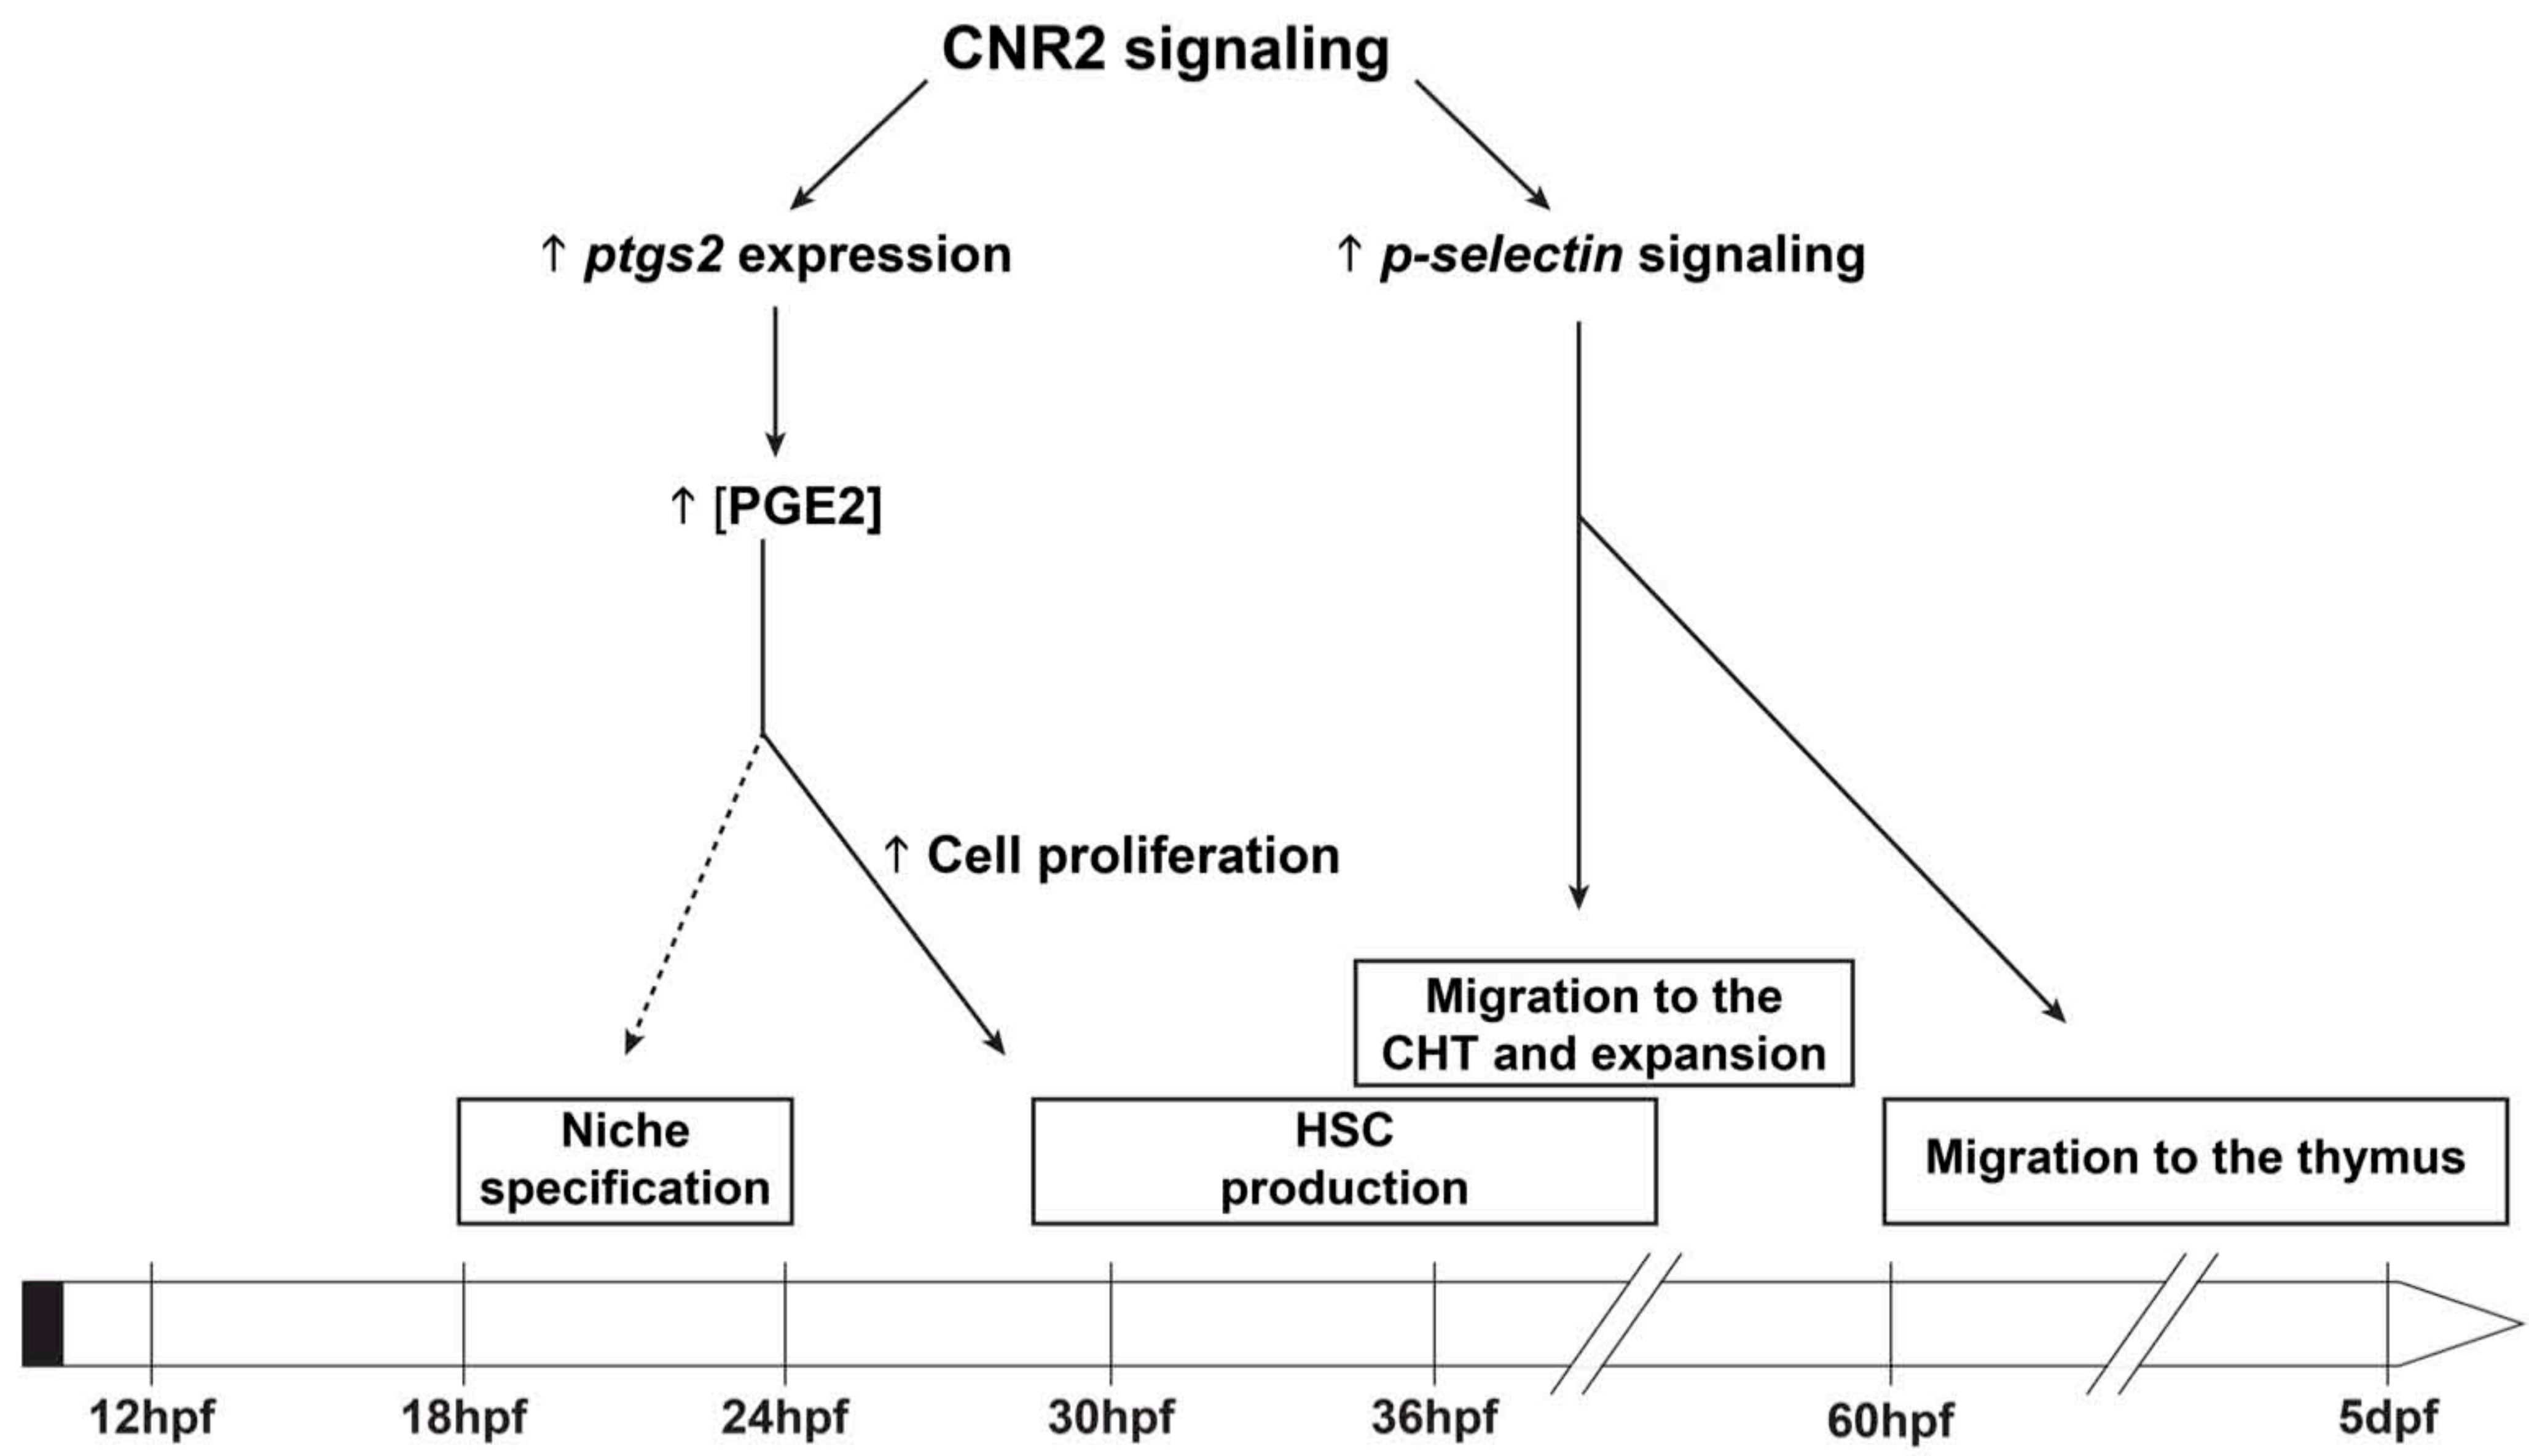 CNR2 signaling
↑ ptgs2 expression
↑ p-selectin signaling
↑ [PGE2]
↑ Cell proliferation
Migration to the
CHT and expansion
Niche
specification
HSC
production
Migration to the thymus
12hpf
18hpf
24hpf
30hpf
36hpf
60hpf
5dpf